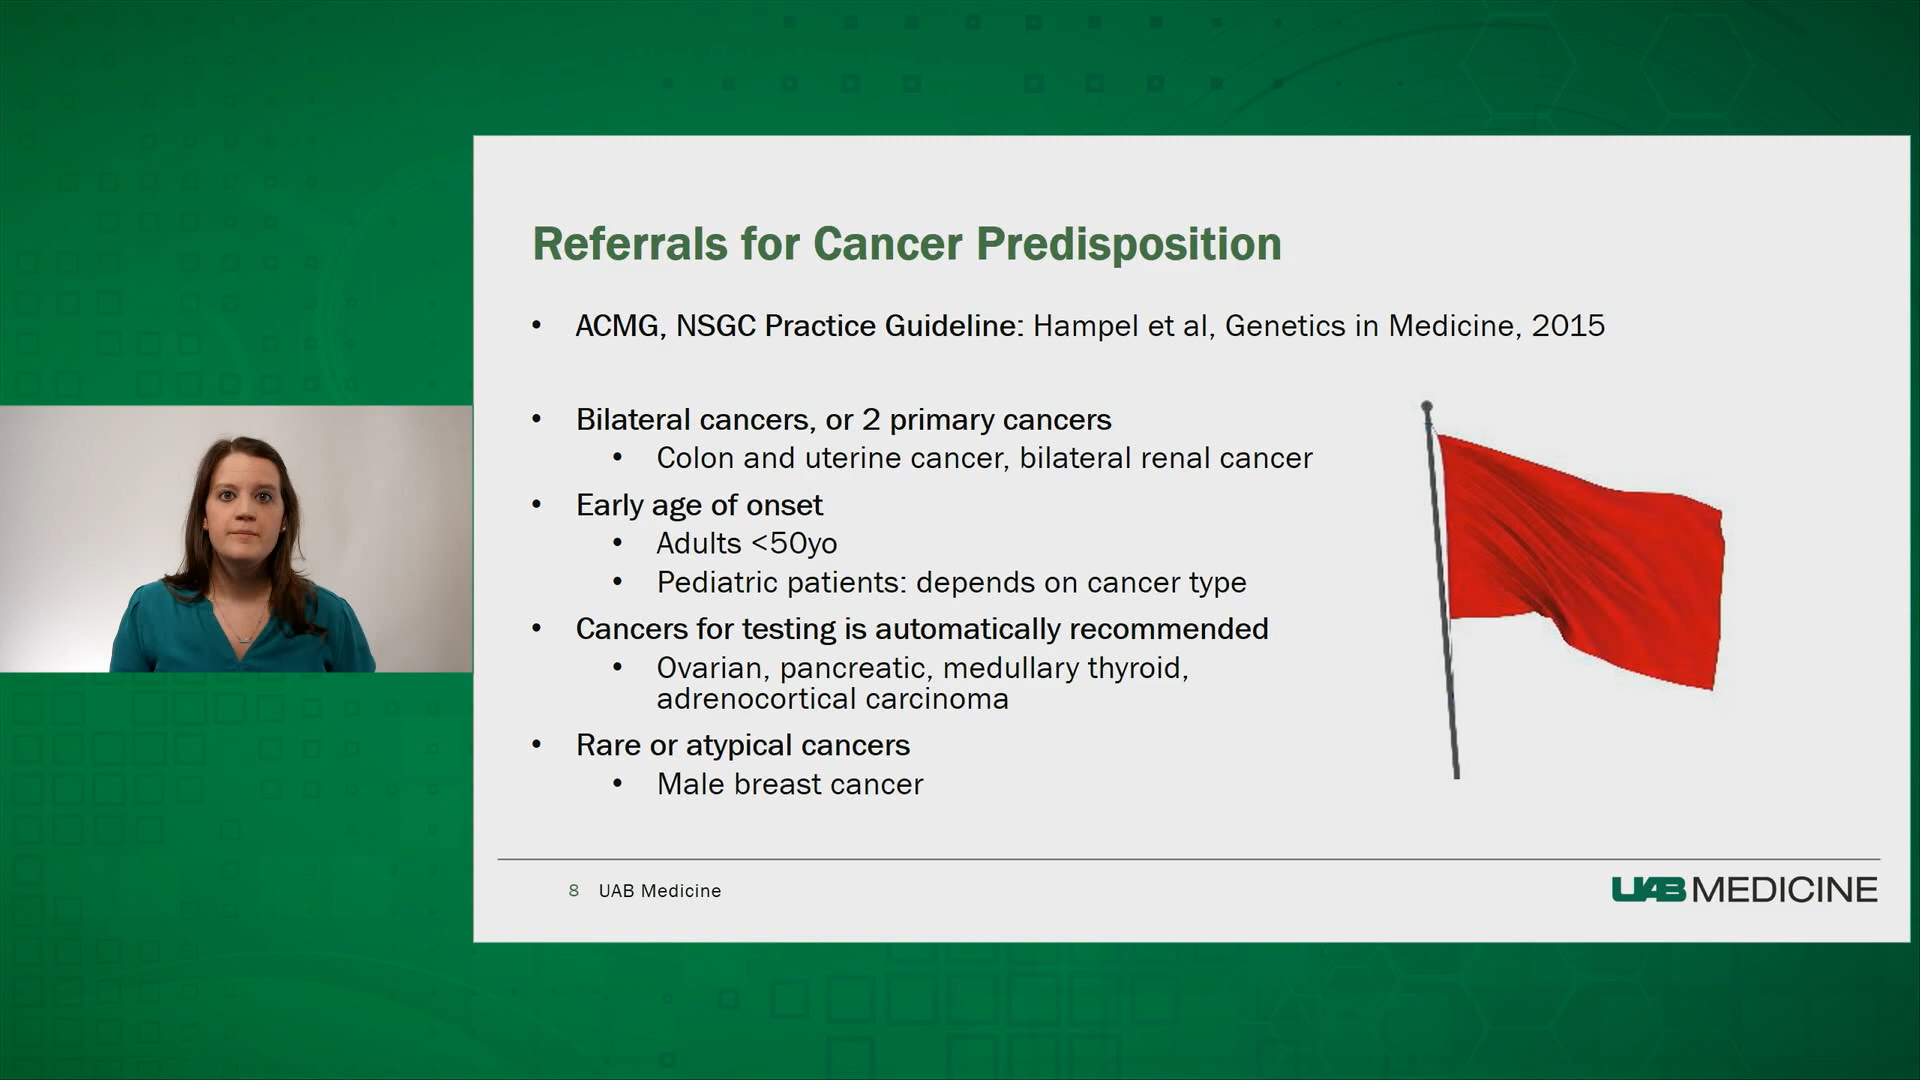 Referrals for Cancer Predisposition
• ACMG, NSGC Practice Guideline: Hampel et al, Genetics in Medicine, 2015
• Bilateral cancers, or 2 primary cancers
• Colon and uterine cancer, bilateral renal cancer
• Early age of onset
• Adults <50yo
• Pediatric patients: depends on cancer type
• Cancers for testing is automatically recommended
• Ovarian, pancreatic, medullary thyroid,
adrenocortical carcinoma
• Rare or atypical cancers
• Male breast cancer
8 UAB Medicine
UAB MEDICINE